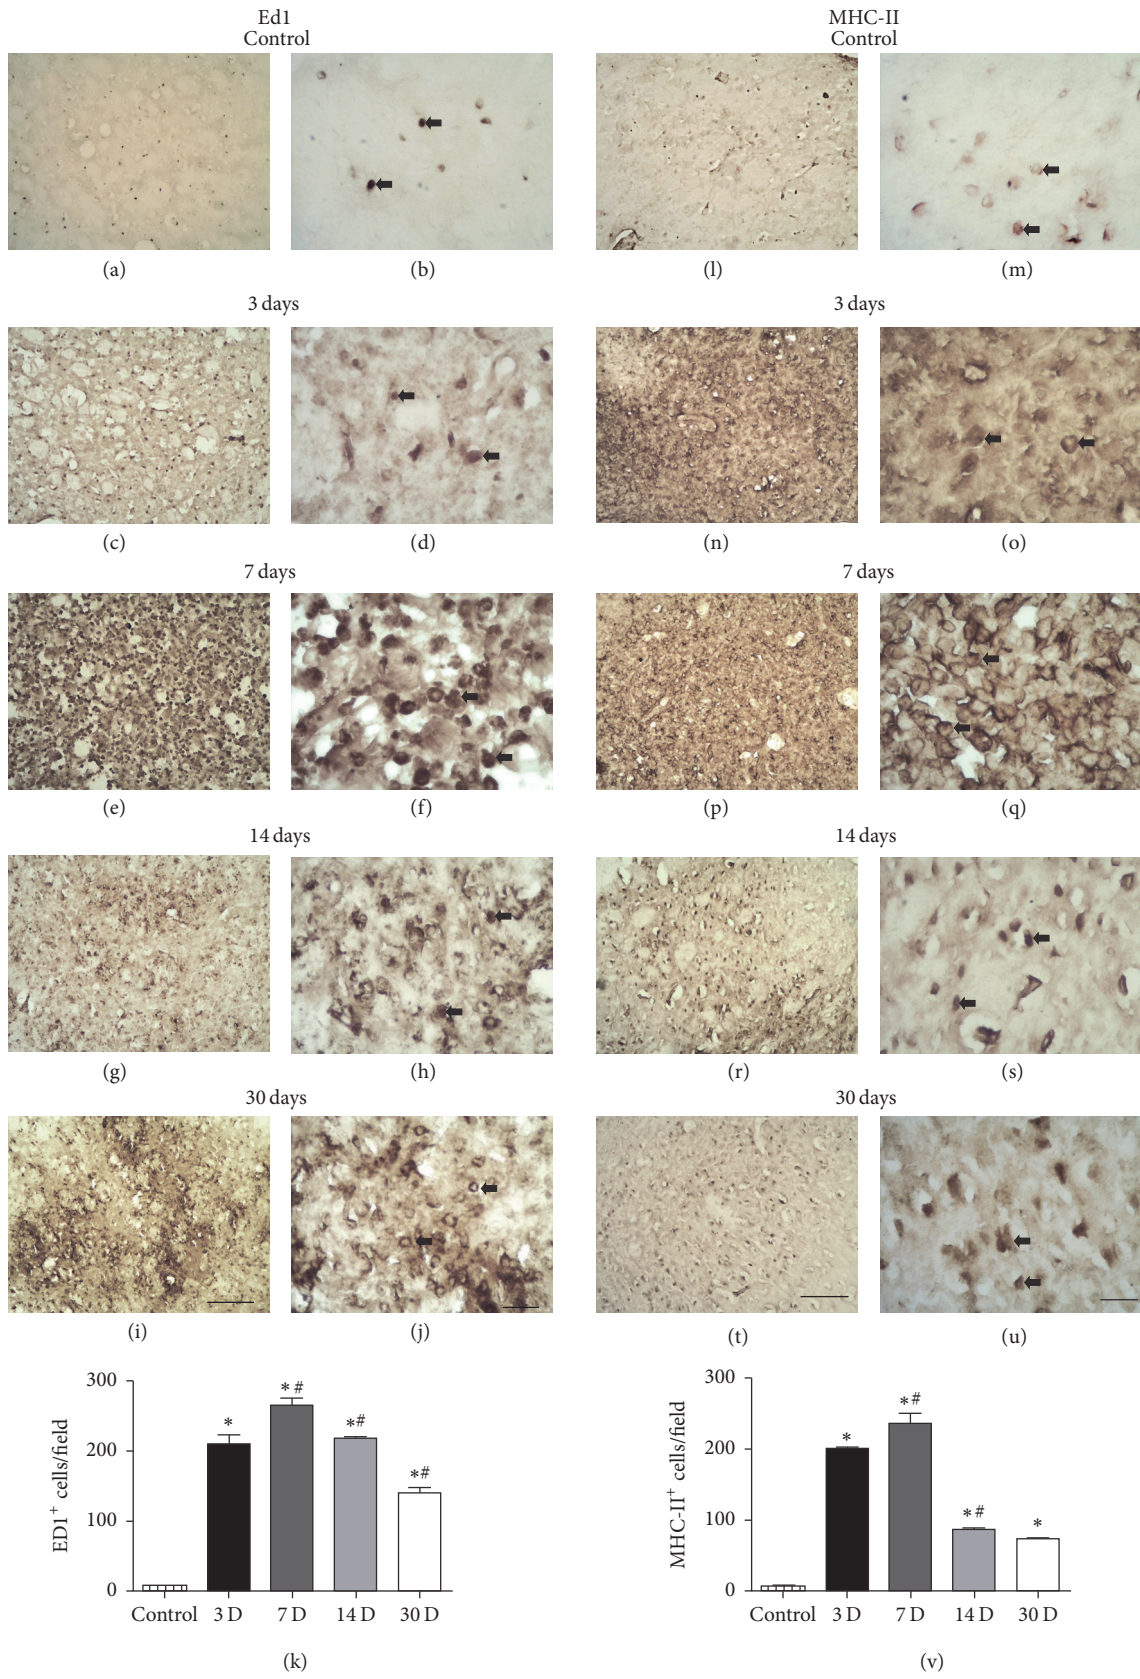 Ed1
Control
MHC-II
Control
(a)
(b)
(l)
(m)
3 days
3 days
(c)
(d)
(n)
(o)
7 days
7 days
(e)
(f)
(p)
(q)
14 days
14 days
(g)
(h)
(r)
(s)
30 days
30 days
(i)
(j)
(t)
(u)
ED1⁺ cells/field
300
200
100
0
*
*#
*#
*#
Control 3 D 7 D 14 D 30 D
(k)
MHC-II⁺ cells/field
300
200
100
0
*
*#
*#
*
Control 3 D 7 D 14 D 30 D
(v)